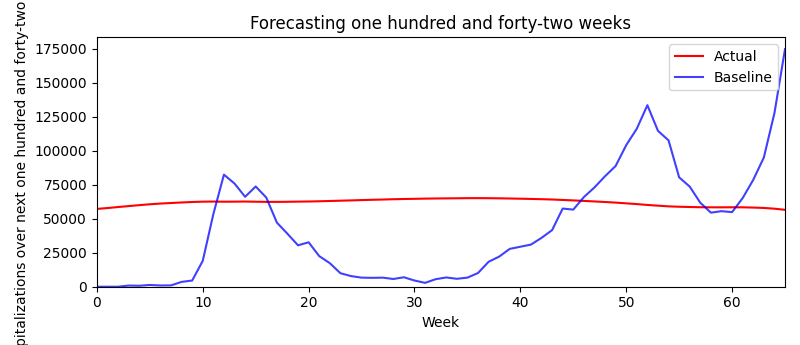 Forecasting one hundred and forty-two weeks
pitalizations over next one hundred and forty-two
175000
150000
125000
100000
75000
50000
25000
0
0 10 20 30 40 50 60
Week
Actual
Baseline